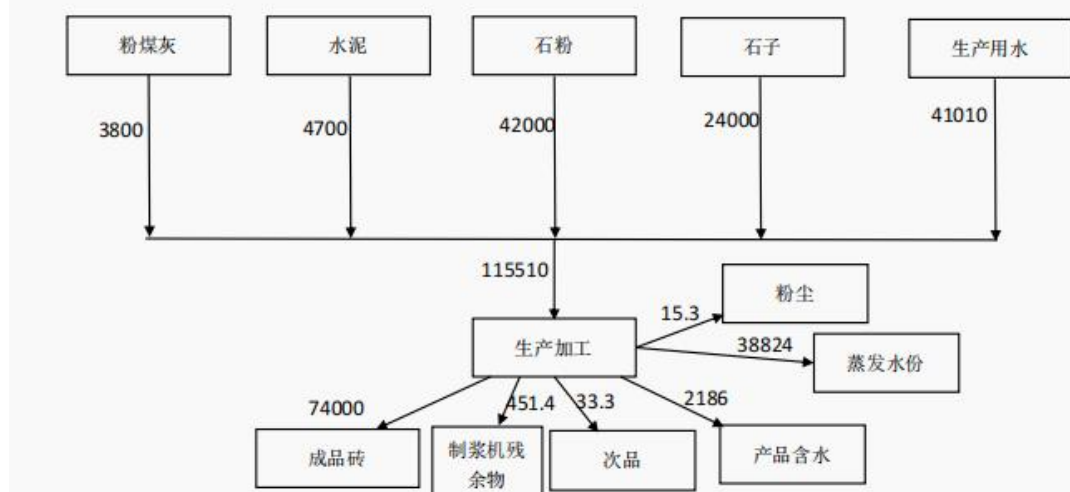 粉煤灰
水泥
石粉
石子
生产用水
3800
4700
42000
24000
41010
115510
粉尘
15.3
生产加工
38824
蒸发水份
74000
451.4
33.3
2186
成品砖
制浆机残
余物
次品
产品含水